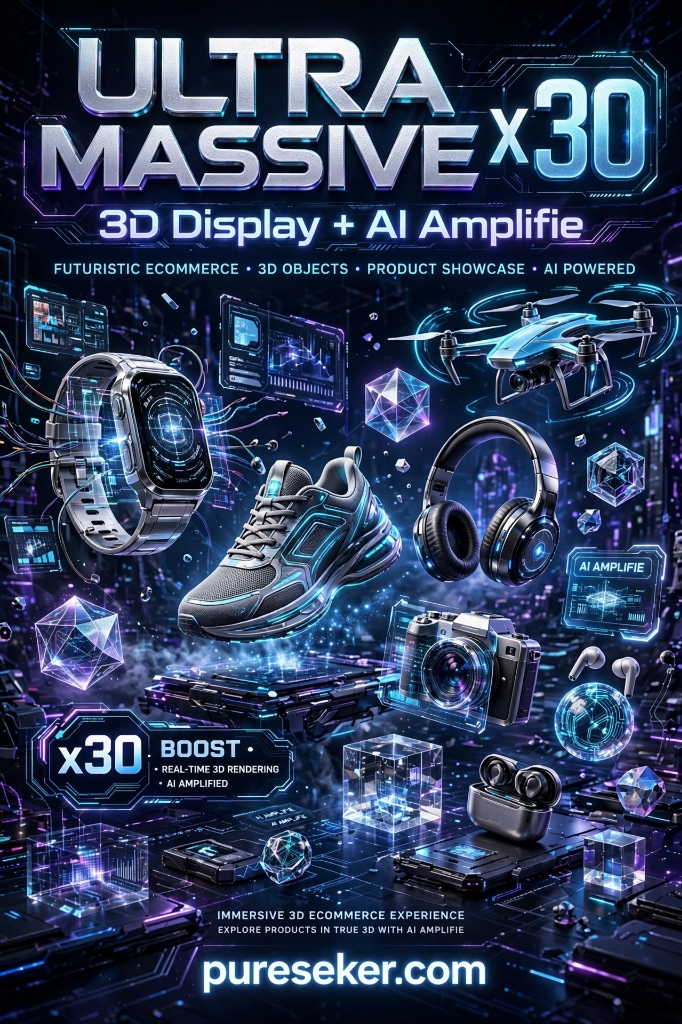 ULTRA
MASSIVE x30
3D Display + AI Amplifie
FUTURISTIC ECOMMERCE • 3D OBJECTS • PRODUCT SHOWCASE • AI POWERED
AI AMPLIFIE
x30 BOOST •
• REAL-TIME 3D RENDERING
• AI AMPLIFIED
IMMERSIVE 3D ECOMMERCE EXPERIENCE
EXPLORE PRODUCTS IN TRUE 3D WITH AI AMPLIFIE
pureseker.com